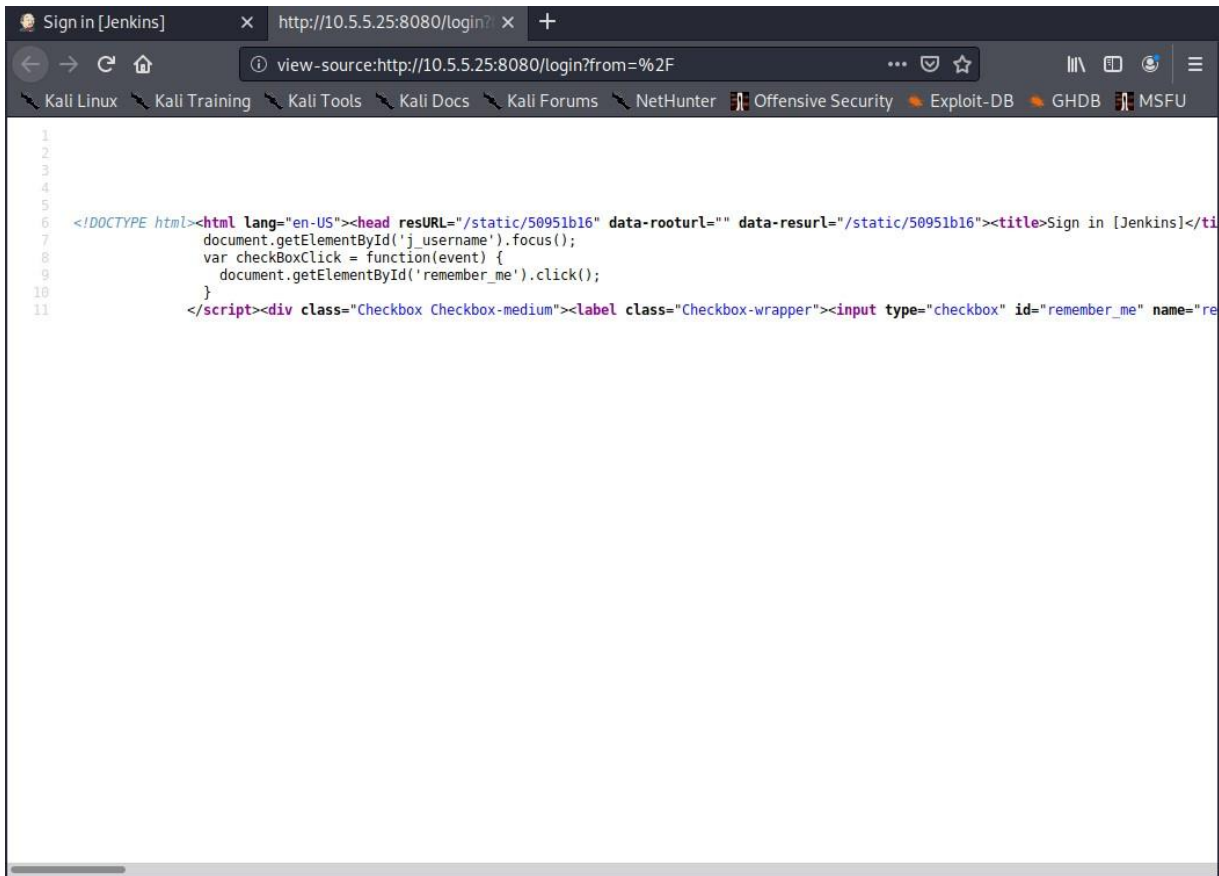 Sign in [Jenkins]
http://10.5.5.25:8080/login?
view-source:http://10.5.5.25:8080/login?from=%2F
Kali Linux Kali Training Kali Tools Kali Docs Kali Forums NetHunter Offensive Security Exploit-DB GHDB MSFU
1
2
3
4
5
6 <!DOCTYPE html><html lang="en-US"><head resURL="/static/50951b16" data-rooturl="" data-resurl="/static/50951b16"><title>Sign in [Jenkins]</ti
7 document.getElementById('j_username').focus();
8 var checkBoxClick = function(event) {
9 document.getElementById('remember_me').click();
10 }
11 </script><div class="Checkbox Checkbox-medium"><label class="Checkbox-wrapper"><input type="checkbox" id="remember_me" name="re